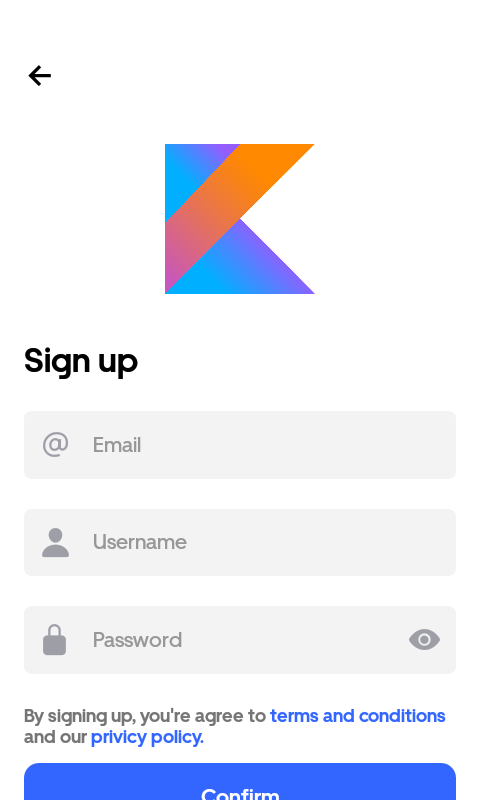 Sign up
Email
Username
Password
By signing up, you're agree to terms and conditions
and our privicy policy.
Confirm